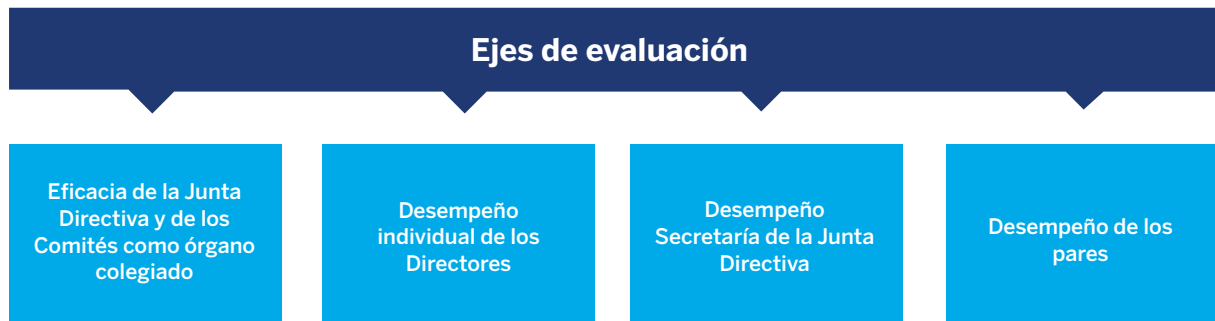 Ejes de evaluación
Eficacia de la Junta
Directiva y de los
Comités como órgano
colegiado
Desempeño
individual de los
Directores
Desempeño
Secretaría de la Junta
Directiva
Desempeño de los
pares